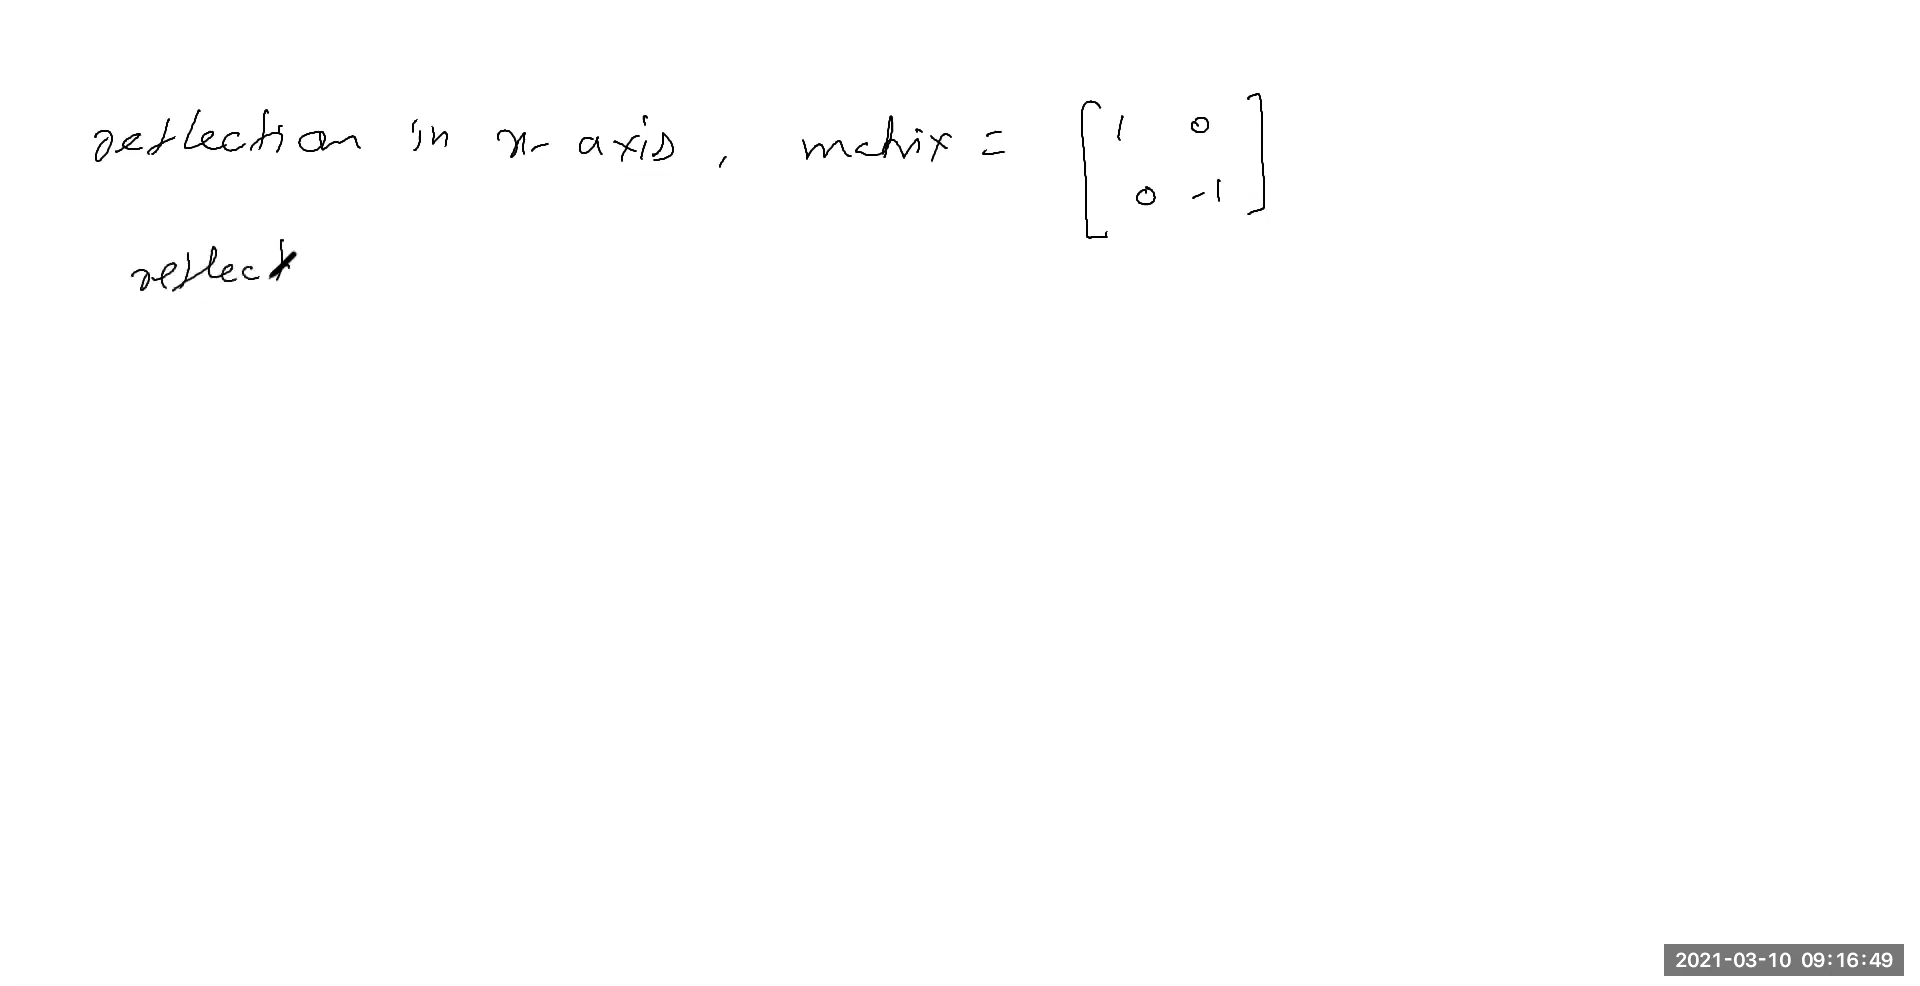 reflection in x- axis, matrix = [1 0
0 -1]
reflect
2021-03-10 09:16:49